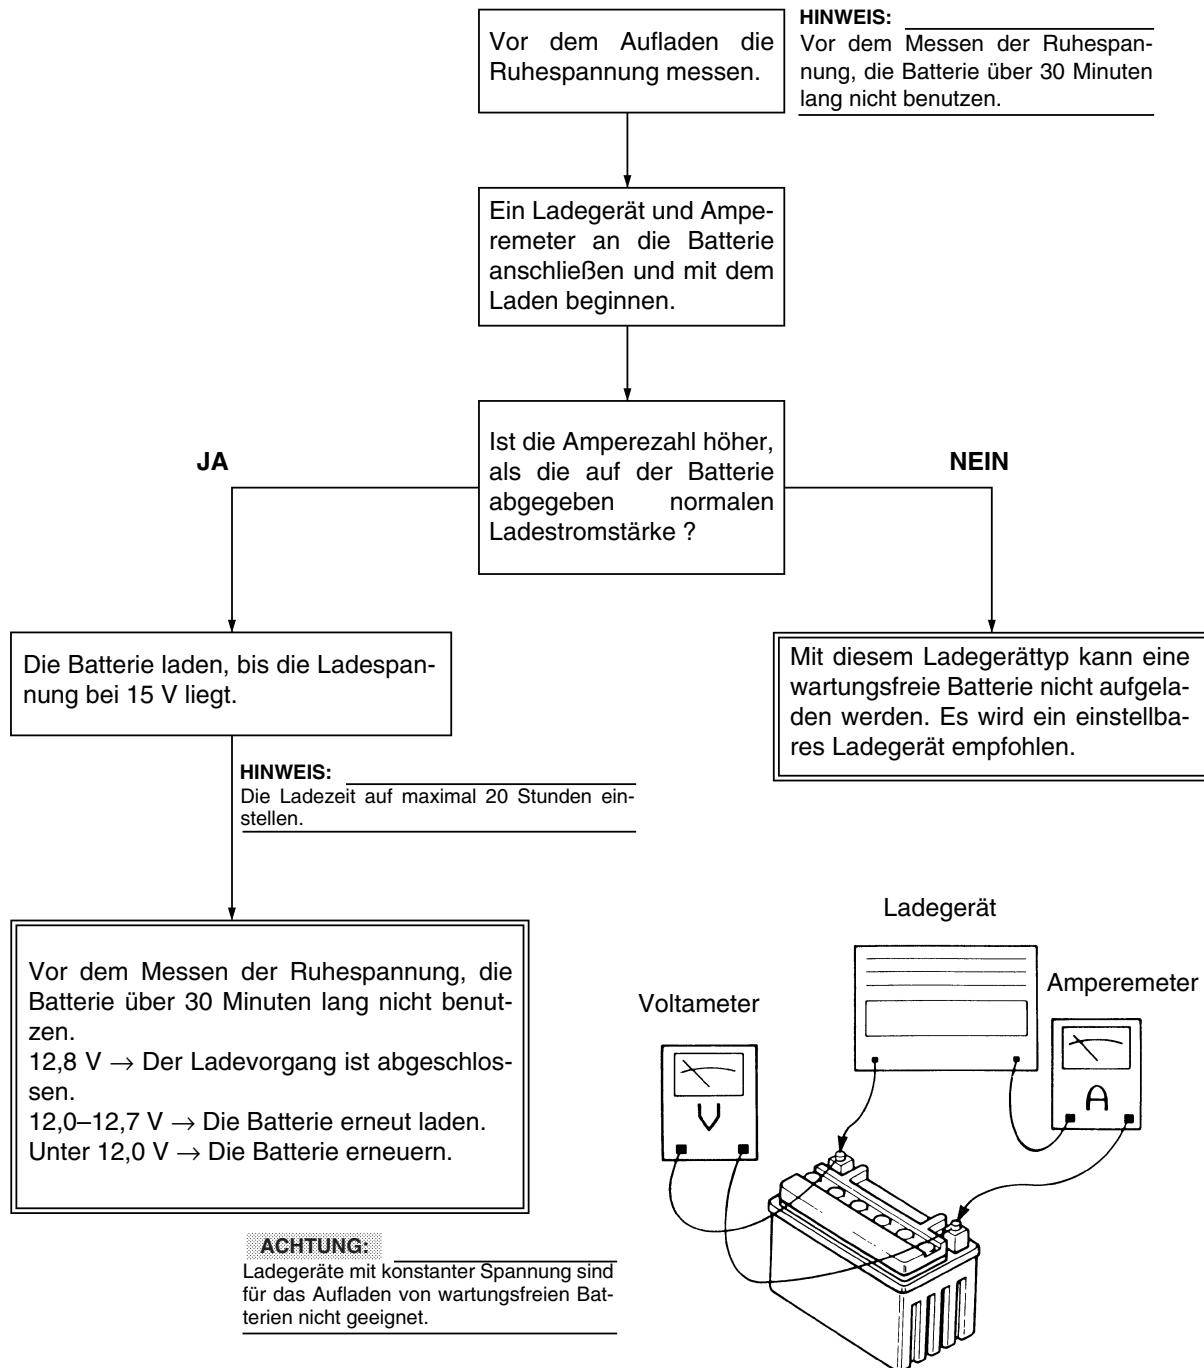 Vor dem Aufladen die
Ruhespannung messen.
HINWEIS:
Vor dem Messen der Ruhespan-
nung, die Batterie über 30 Minuten
lang nicht benutzen.
Ein Ladegerät und Ampe-
remeter an die Batterie
anschließen und mit dem
Laden beginnen.
Ist die Amperezahl höher,
als die auf der Batterie
abgegeben normalen
Ladestromstärke ?
JA
NEIN
Die Batterie laden, bis die Ladespan-
nung bei 15 V liegt.
Mit diesem Ladegerättyp kann eine
wartungsfreie Batterie nicht aufgela-
den werden. Es wird ein einstellba-
res Ladegerät empfohlen.
HINWEIS:
Die Ladezeit auf maximal 20 Stunden ein-
stellen.
Vor dem Messen der Ruhespannung, die
Batterie über 30 Minuten lang nicht benut-
zen.
12,8 V → Der Ladevorgang ist abgeschlos-
sen.
12,0–12,7 V → Die Batterie erneut laden.
Unter 12,0 V → Die Batterie erneuern.
ACHTUNG:
Ladegeräte mit konstanter Spannung sind
für das Aufladen von wartungsfreien Bat-
terien nicht geeignet.
Ladegerät
Voltameter
Amperemeter
V
A